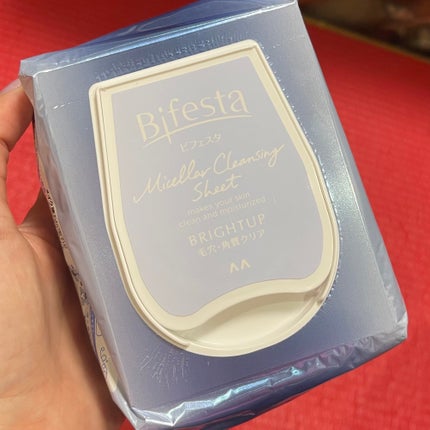 Bifesta
ビフェスタ
Micellar Cleansing
Sheet
makes your skin
clean and moisturized
BRIGHTUP
毛穴・角質クリア